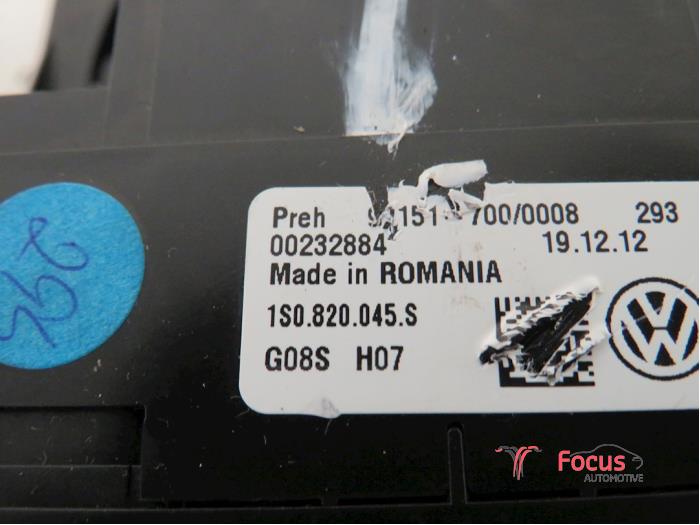 Preh 700/0008 293
00232884 19.12.12
Made in ROMANIA
1S0.820.045.S
G08S H07
Focus
AUTOMOTIVE